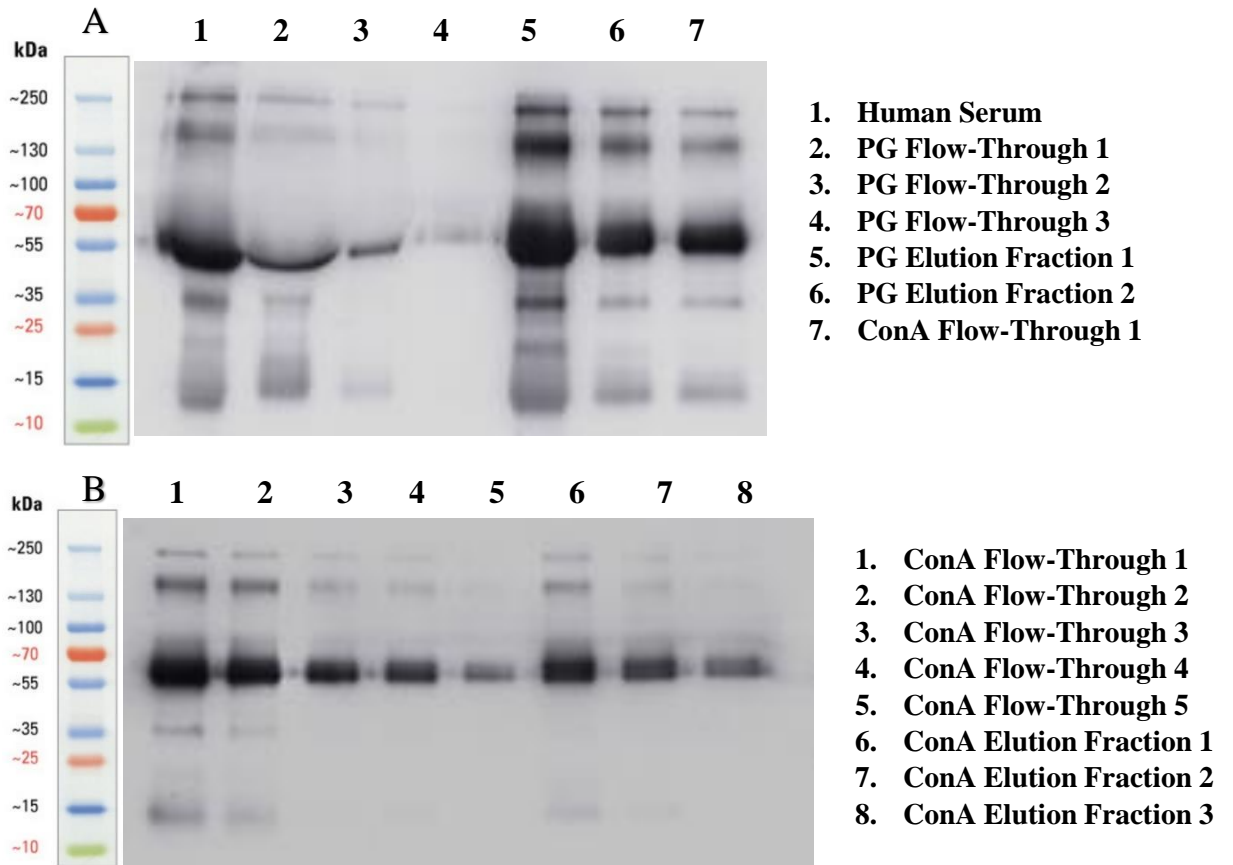 A
1 2 3 4 5 6 7
kDa
~250
~130
~100
~70
~55
~35
~25
~15
~10
1. Human Serum
2. PG Flow-Through 1
3. PG Flow-Through 2
4. PG Flow-Through 3
5. PG Elution Fraction 1
6. PG Elution Fraction 2
7. ConA Flow-Through 1
B
1 2 3 4 5 6 7 8
kDa
~250
~130
~100
~70
~55
~35
~25
~15
~10
1. ConA Flow-Through 1
2. ConA Flow-Through 2
3. ConA Flow-Through 3
4. ConA Flow-Through 4
5. ConA Flow-Through 5
6. ConA Elution Fraction 1
7. ConA Elution Fraction 2
8. ConA Elution Fraction 3